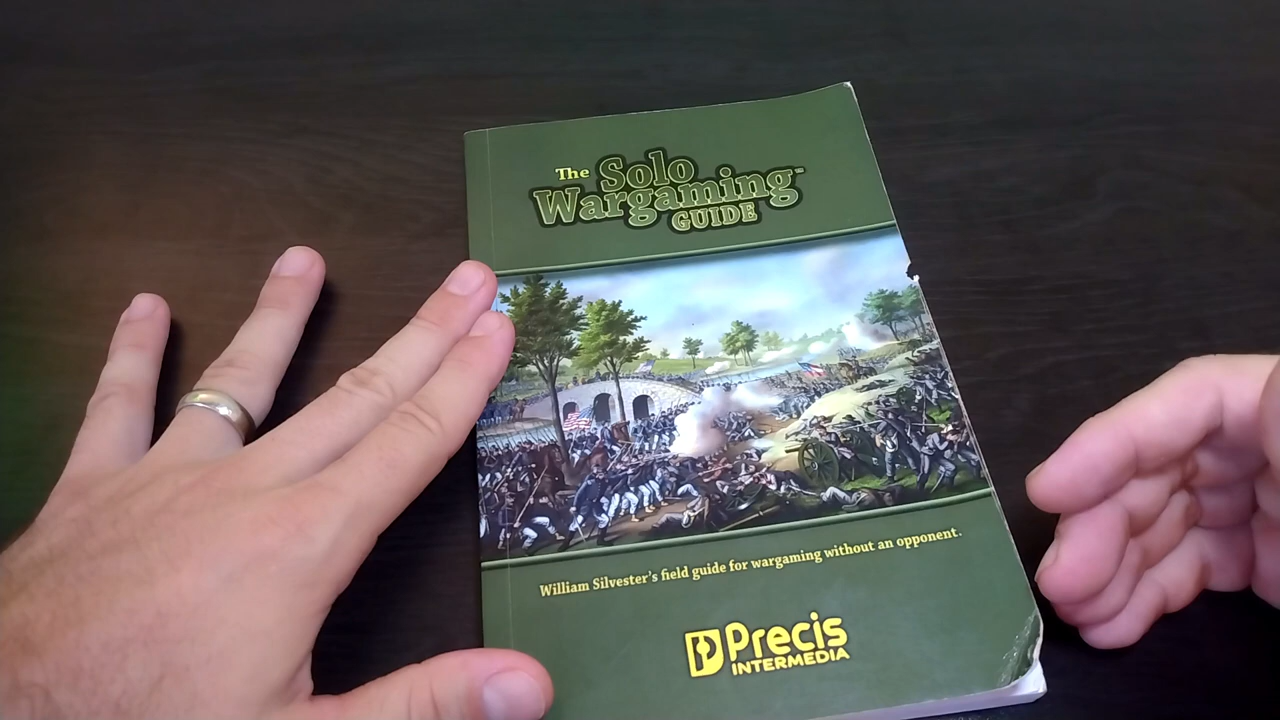 The Solo
Wargaming™
GUIDE
William Silvester's field guide for wargaming without an opponent.
Precis
INTERMEDIA